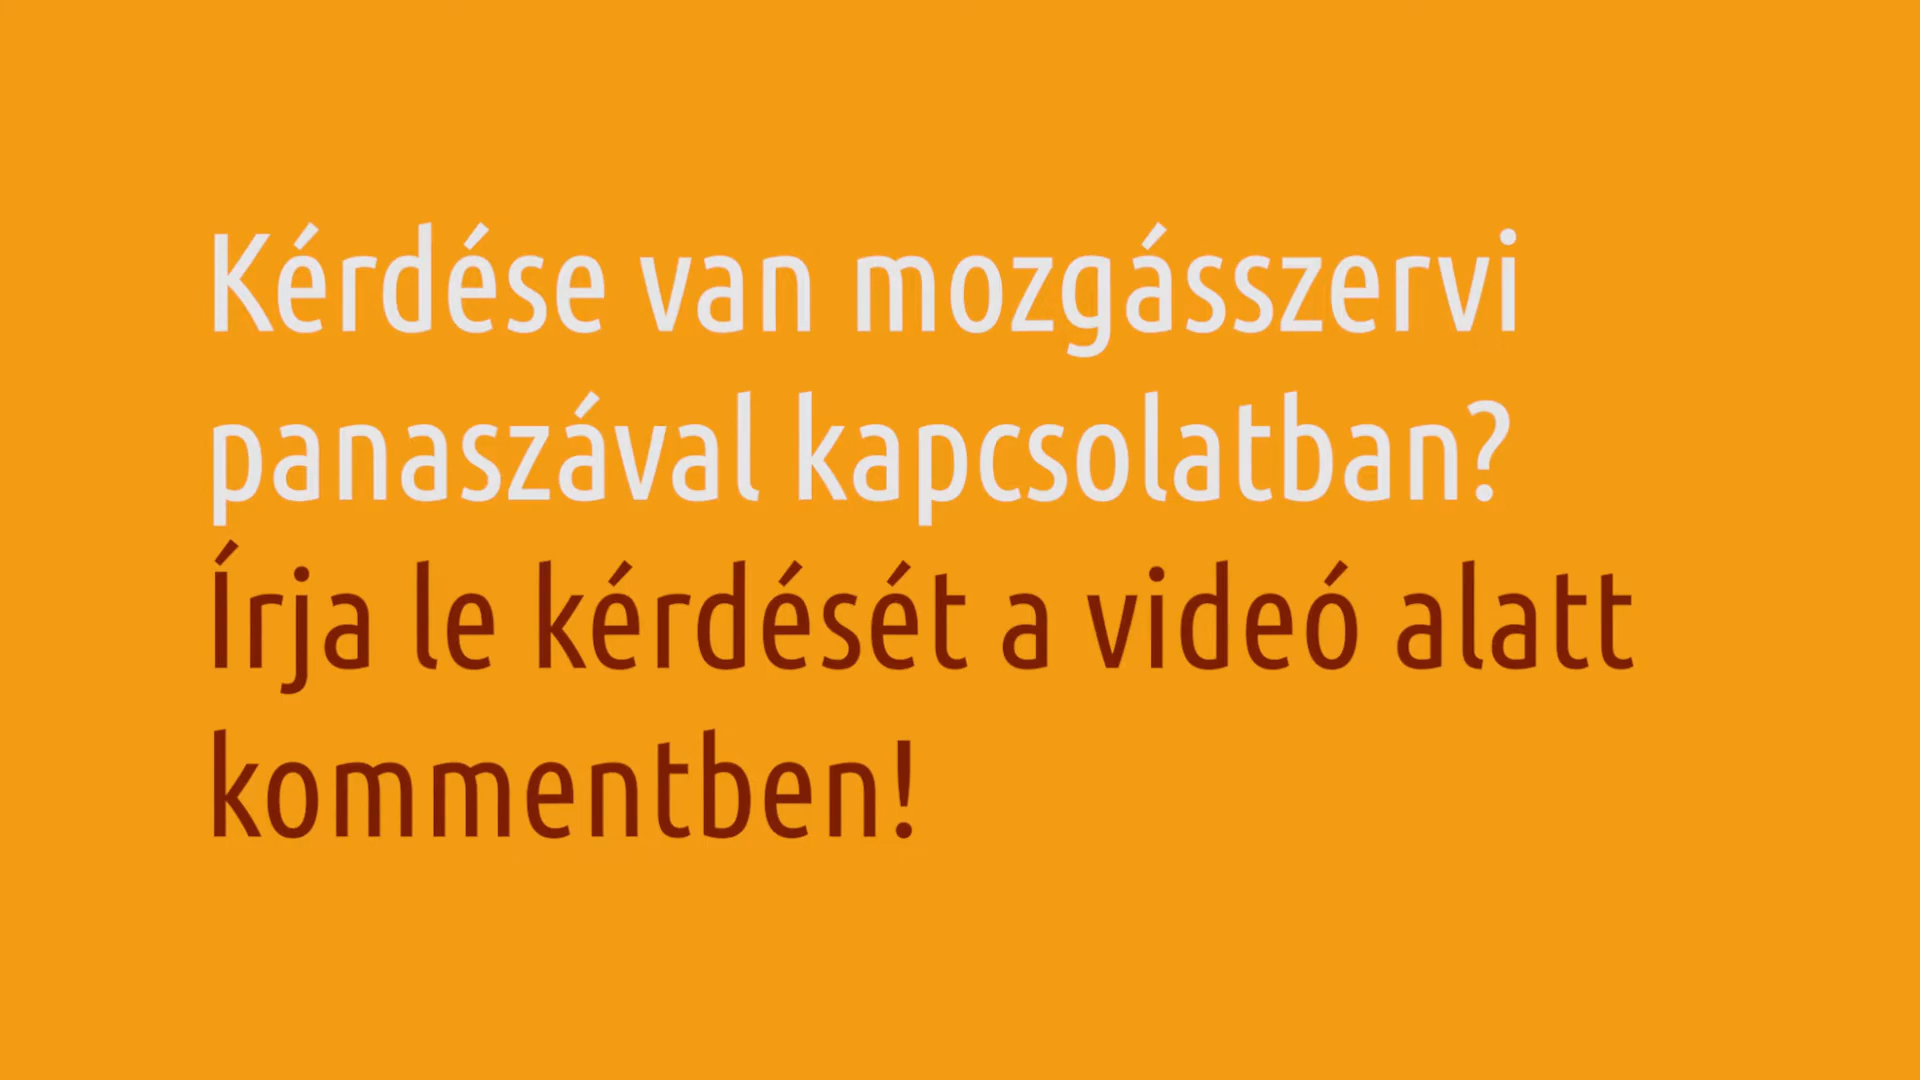 Kérdése van mozgásszervi
panaszával kapcsolatban?
Írja le kérdését a videó alatt
kommentben!